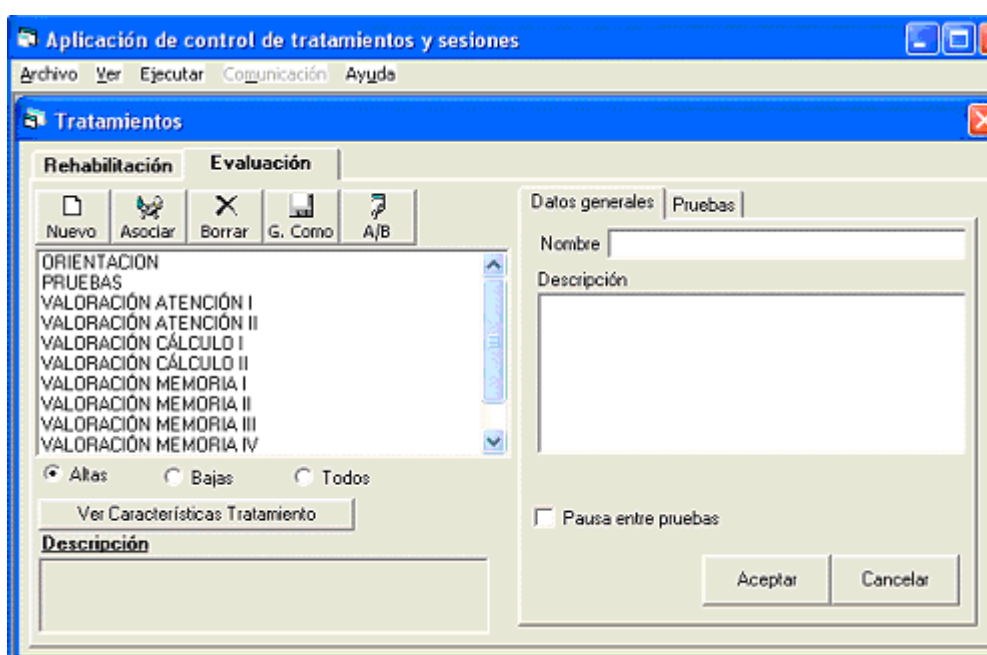 Aplicación de control de tratamientos y sesiones
Archivo Ver Ejecutar Comunicación Ayuda
Tratamientos
Rehabilitación Evaluación
Nuevo Asociar Borrar G. Como A/B
ORIENTACION
PRUEBAS
VALORACIÓN ATENCIÓN I
VALORACIÓN ATENCIÓN II
VALORACIÓN CÁLCULO I
VALORACIÓN CÁLCULO II
VALORACIÓN MEMORIA I
VALORACIÓN MEMORIA II
VALORACIÓN MEMORIA III
VALORACIÓN MEMORIA IV
Altas Bajas Todos
Ver Características Tratamiento
Descripción
Datos generales Pruebas
Nombre
Descripción
Pausa entre pruebas
Aceptar Cancelar